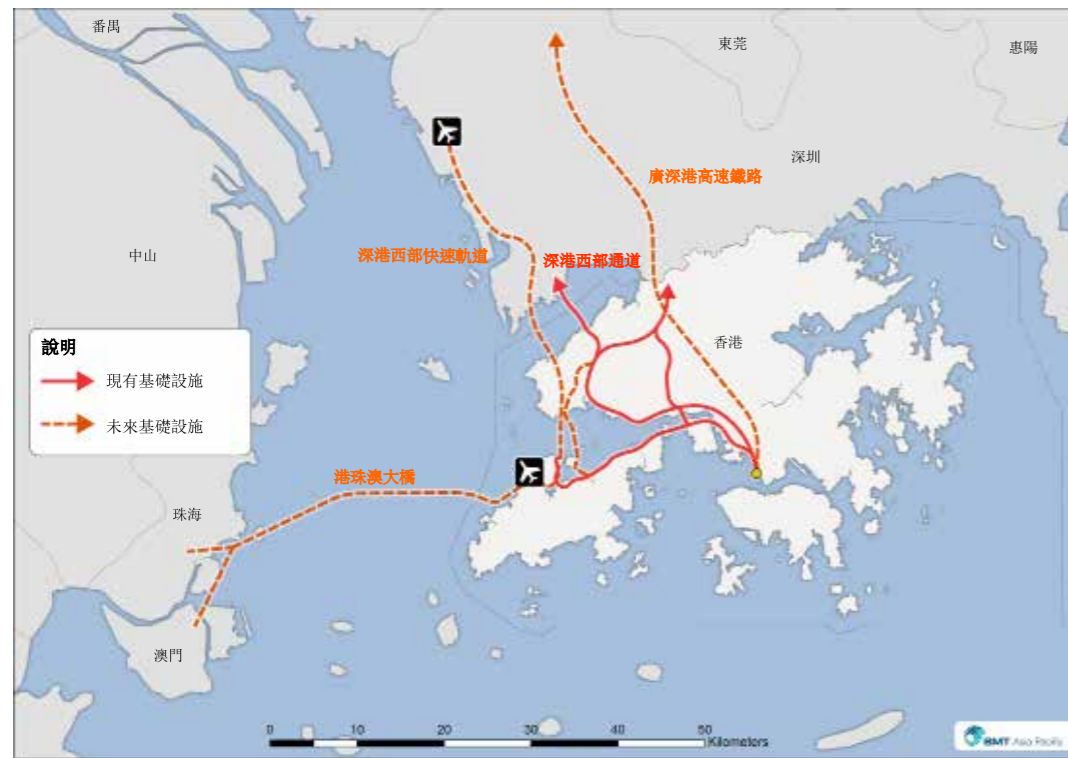 番禺
東莞
惠陽
深圳
廣深港高速鐵路
中山
深港西部快速軌道
深港西部通道
香港
說明
現有基礎設施
未來基礎設施
港珠澳大橋
珠海
澳門
0 10 20 30 40 50
Kilometers
BMT Asia Pacific